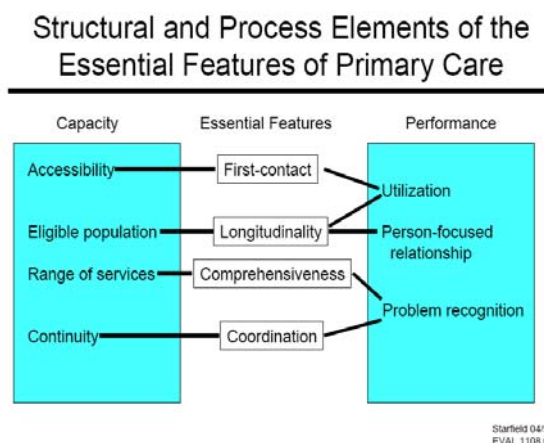 Structural and Process Elements of the
Essential Features of Primary Care
Capacity Essential Features Performance
Accessibility First-contact
Utilization
Eligible population Longitudinality Person-focused
relationship
Range of services Comprehensiveness
Problem recognition
Continuity Coordination
Starfield
EVAL 1108